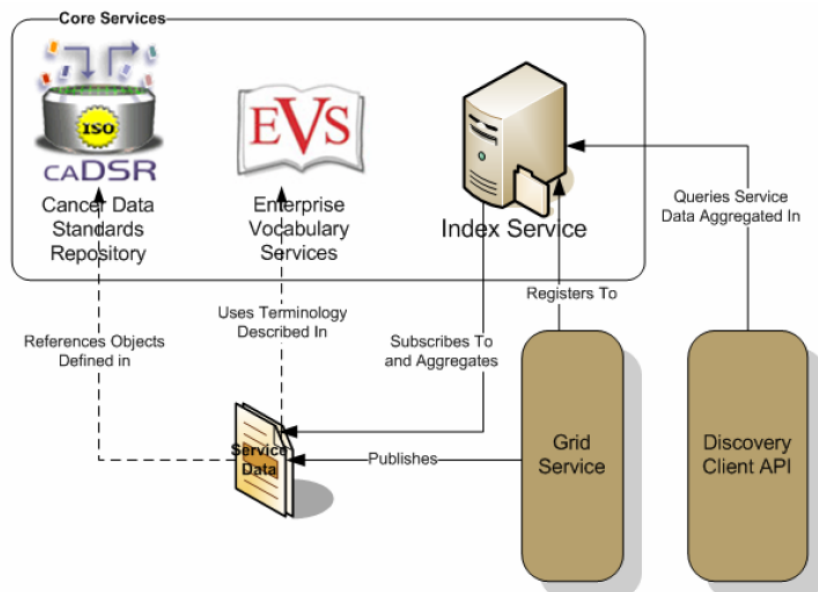 Core Services
ISO
caDSR
Cancer Data
Standards
Repository
EVS
Enterprise
Vocabulary
Services
Index Service
Queries Service
Data Aggregated In
Registers To
References Objects
Defined in
Uses Terminology
Described In
Subscribes To
and Aggregates
Service
Data
Publishes
Grid
Service
Discovery
Client API